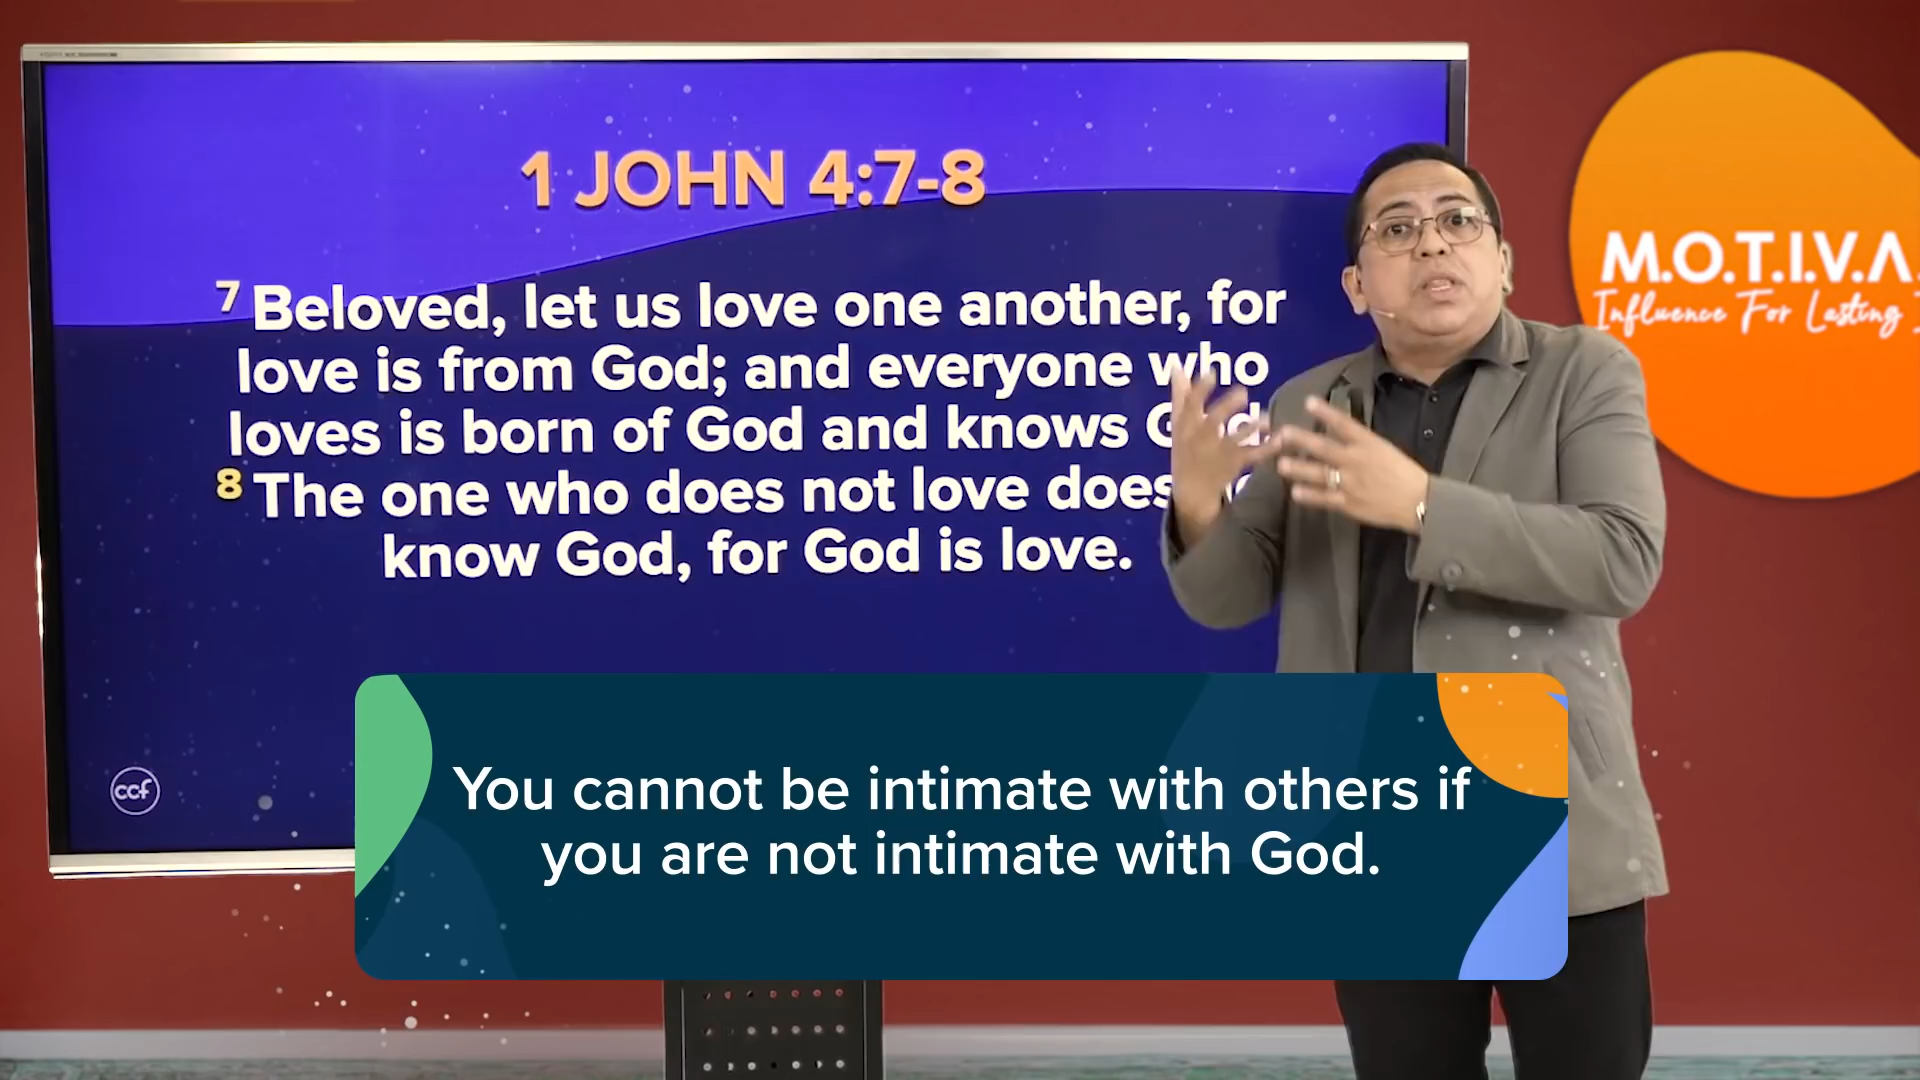 1 JOHN 4:7-8
7 Beloved, let us love one another, for
love is from God; and everyone who
loves is born of God and knows God.
8 The one who does not love does
know God, for God is love.
ccf
M.O.T.I.V.A.
Influence For Lasting
You cannot be intimate with others if
you are not intimate with God.